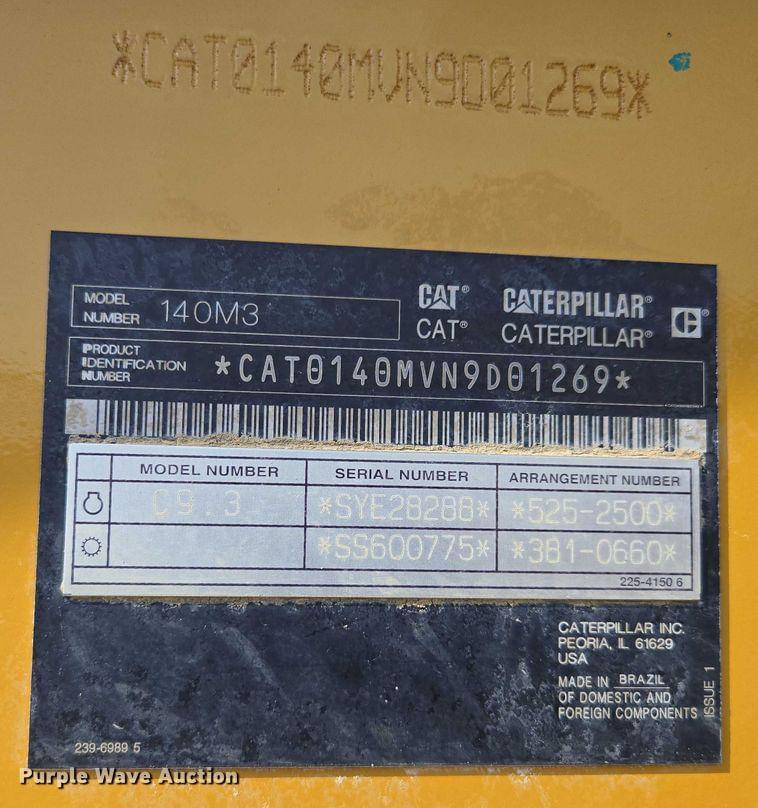 *CAT0140MVN9D01269*
MODEL NUMBER 140M3
CAT® CATERPILLAR®
CAT® CATERPILLAR®
PRODUCT IDENTIFICATION NUMBER *CAT0140MVN9D01269*
MODEL NUMBER SERIAL NUMBER ARRANGEMENT NUMBER
C9.3 *SYE28288* *525-2500*
*SS600775* *381-0660*
225-4150 6
CATERPILLAR INC.
PEORIA, IL 61629
USA
MADE IN BRAZIL
OF DOMESTIC AND
FOREIGN COMPONENTS
ISSUE 1
239-6989 5
Purple Wave Auction